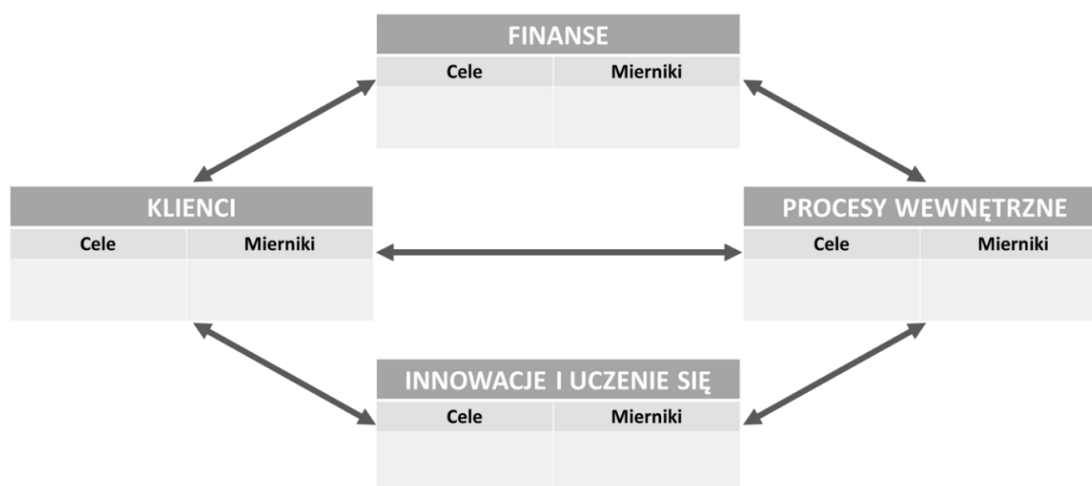 FINANSE
Cele Mierniki
KLIENCI
Cele Mierniki
PROCESY WEWNĘTRZNE
Cele Mierniki
INNOWACJE I UCZENIE SIĘ
Cele Mierniki